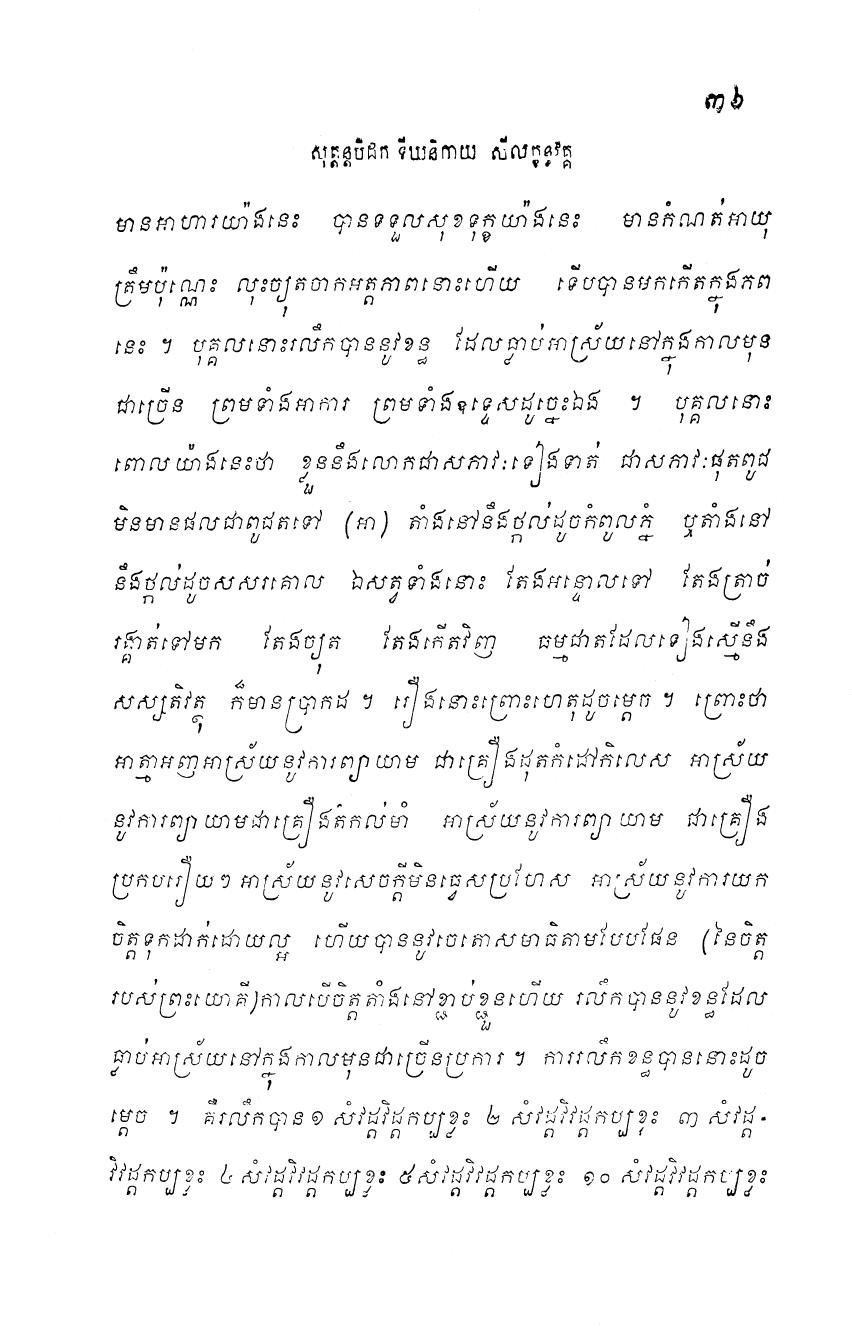 ៣៦
សុត្តន្តបិដក ទីឃនិកាយ សីលក្ខន្ធវគ្គ
មានអាហារយ៉ាងនេះ បានទទួលសុខទុក្ខយ៉ាងនេះ មានកំណត់អាយុ
ត្រឹមប៉ុណ្ណេះ លុះច្យុតចាកអត្តភាពនោះហើយ ទើបបានមកកើតក្នុងភព
នេះ ។ បុគ្គលនោះរលឹកបាននូវខន្ធ ដែលធ្លាប់អាស្រ័យនៅក្នុងកាលមុន
ជាច្រើន ព្រមទាំងអាការ ព្រមទាំងឧទ្ទេសដូច្នេះឯង ។ បុគ្គលនោះ
ពោលយ៉ាងនេះថា ខ្លួននឹងលោកជាសភាវៈទៀងទាត់ ជាសភាវៈផុតពូជ
មិនមានផលជាពូជតទៅ (អា) តាំងនៅនឹងថ្កល់ដូចកំពូលភ្នំ ឬតាំងនៅ
នឹងថ្កល់ដូចសសរគោល ឯសត្វទាំងនោះ តែងអន្ទោលទៅ តែងត្រាច់
រង្គាត់ទៅមក តែងច្យុត តែងកើតវិញ ធម្មជាតដែលទៀងស្មើនឹង
សស្សតិវត្ថុ ក៏មានប្រាកដ ។ រឿងនោះព្រោះហេតុដូចម្តេច ។ ព្រោះថា
អាត្មាអញអាស្រ័យនូវការព្យាយាម ជាគ្រឿងដុតកំដៅកិលេស អាស្រ័យ
នូវការព្យាយាមជាគ្រឿងតំកល់មាំ អាស្រ័យនូវការព្យាយាម ជាគ្រឿង
ប្រកបរឿយៗ អាស្រ័យនូវសេចក្តីមិនធ្វេសប្រហែស អាស្រ័យនូវការយក
ចិត្តទុកដាក់ដោយល្អ ហើយបាននូវចេតោសមាធិតាមបែបផែន (នៃចិត្ត
របស់ព្រះយោគី)កាលបើចិត្តតាំងនៅខ្ជាប់ខ្ជួនហើយ រលឹកបាននូវខន្ធដែល
ធ្លាប់អាស្រ័យនៅក្នុងកាលមុនជាច្រើនប្រការ ។ ការរលឹកខន្ធបាននោះដូច
ម្តេច ។ គឺរលឹកបាន ១ សំវដ្តវិវដ្តកប្បខ្លះ ២ សំវដ្តវិវដ្តកប្បខ្លះ ៣ សំវដ្ត-
វិវដ្តកប្បខ្លះ ៤ សំវដ្តវិវដ្តកប្បខ្លះ ៥ សំវដ្តវិវដ្តកប្បខ្លះ ១០ សំវដ្តវិវដ្តកប្បខ្លះ